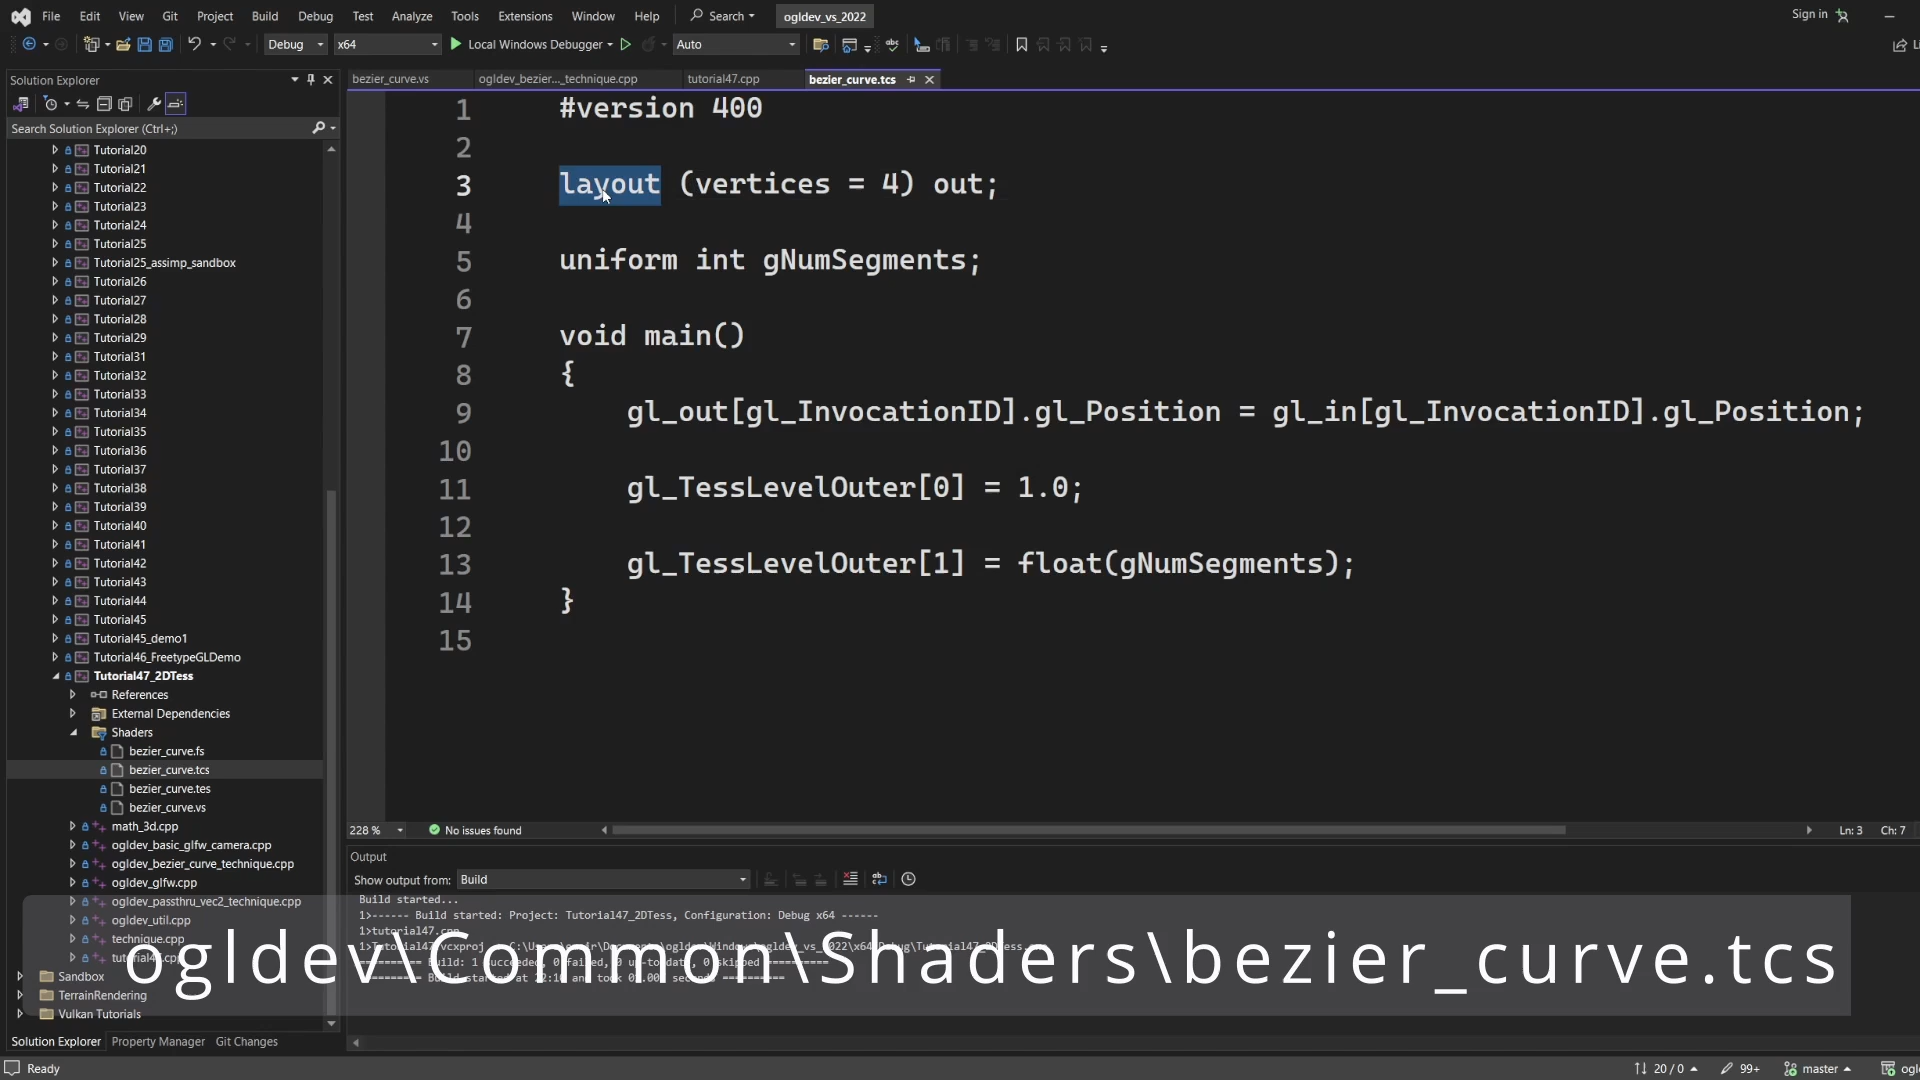 File Edit View Git Project Build Debug Test Analyze Tools Extensions Window Help Search ogldev_vs_2022 Sign in
Debug x64 Local Windows Debugger Auto
Solution Explorer
bezier_curve.vs ogldev_bezier..._technique.cpp tutorial47.cpp bezier_curve.tcs
Search Solution Explorer (Ctrl+;)
Tutorial20
Tutorial21
Tutorial22
Tutorial23
Tutorial24
Tutorial25
Tutorial25_assimp_sandbox
Tutorial26
Tutorial27
Tutorial28
Tutorial29
Tutorial31
Tutorial32
Tutorial33
Tutorial34
Tutorial35
Tutorial36
Tutorial37
Tutorial38
Tutorial39
Tutorial40
Tutorial41
Tutorial42
Tutorial43
Tutorial44
Tutorial45
Tutorial45_demo1
Tutorial46_FreetypeGLDemo
Tutorial47_2DTess
References
External Dependencies
Shaders
bezier_curve.fs
bezier_curve.tcs
bezier_curve.tes
bezier_curve.vs
math_3d.cpp
ogldev_basic_glfw_camera.cpp
ogldev_bezier_curve_technique.cpp
ogldev_glfw.cpp
ogldev_passthru_vec2_technique.cpp
ogldev_util.cpp
technique.cpp
Sandbox
TerrainRendering
Vulkan Tutorials
Solution Explorer Property Manager Git Changes
1 #version 400
2
3 layout (vertices = 4) out;
4
5 uniform int gNumSegments;
6
7 void main()
8 {
9 gl_out[gl_InvocationID].gl_Position = gl_in[gl_InvocationID].gl_Position;
10
11 gl_TessLevelOuter[0] = 1.0;
12
13 gl_TessLevelOuter[1] = float(gNumSegments);
14 }
15
228 % No issues found Ln: 3 Ch: 7
Output
Show output from: Build
Build started...
1>------ Build started: Project: Tutorial47_2DTess, Configuration: Debug x64 ------
1>tutorial47.cpp
ogldev\Common\Shaders\bezier_curve.tcs
Ready 20 / 0 99+ master